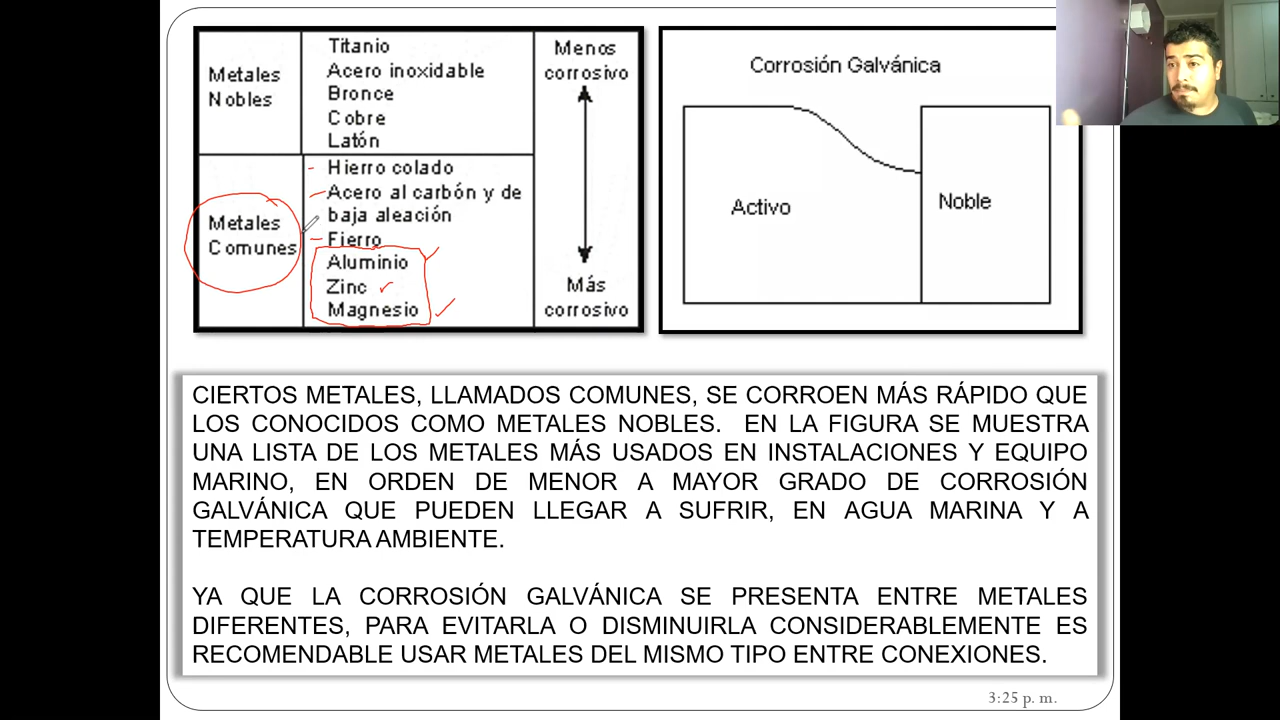 Metales
Nobles
Titanio
Acero inoxidable
Bronce
Cobre
Latón
Menos
corrosivo
Metales
Comunes
Hierro colado
Acero al carbón y de
baja aleación
Fierro
Aluminio
Zinc
Magnesio
Más
corrosivo
Corrosión Galvánica
Activo
Noble
CIERTOS METALES, LLAMADOS COMUNES, SE CORROEN MÁS RÁPIDO QUE
LOS CONOCIDOS COMO METALES NOBLES. EN LA FIGURA SE MUESTRA
UNA LISTA DE LOS METALES MÁS USADOS EN INSTALACIONES Y EQUIPO
MARINO, EN ORDEN DE MENOR A MAYOR GRADO DE CORROSIÓN
GALVÁNICA QUE PUEDEN LLEGAR A SUFRIR, EN AGUA MARINA Y A
TEMPERATURA AMBIENTE.
YA QUE LA CORROSIÓN GALVÁNICA SE PRESENTA ENTRE METALES
DIFERENTES, PARA EVITARLA O DISMINUIRLA CONSIDERABLEMENTE ES
RECOMENDABLE USAR METALES DEL MISMO TIPO ENTRE CONEXIONES.
3:25 p. m.